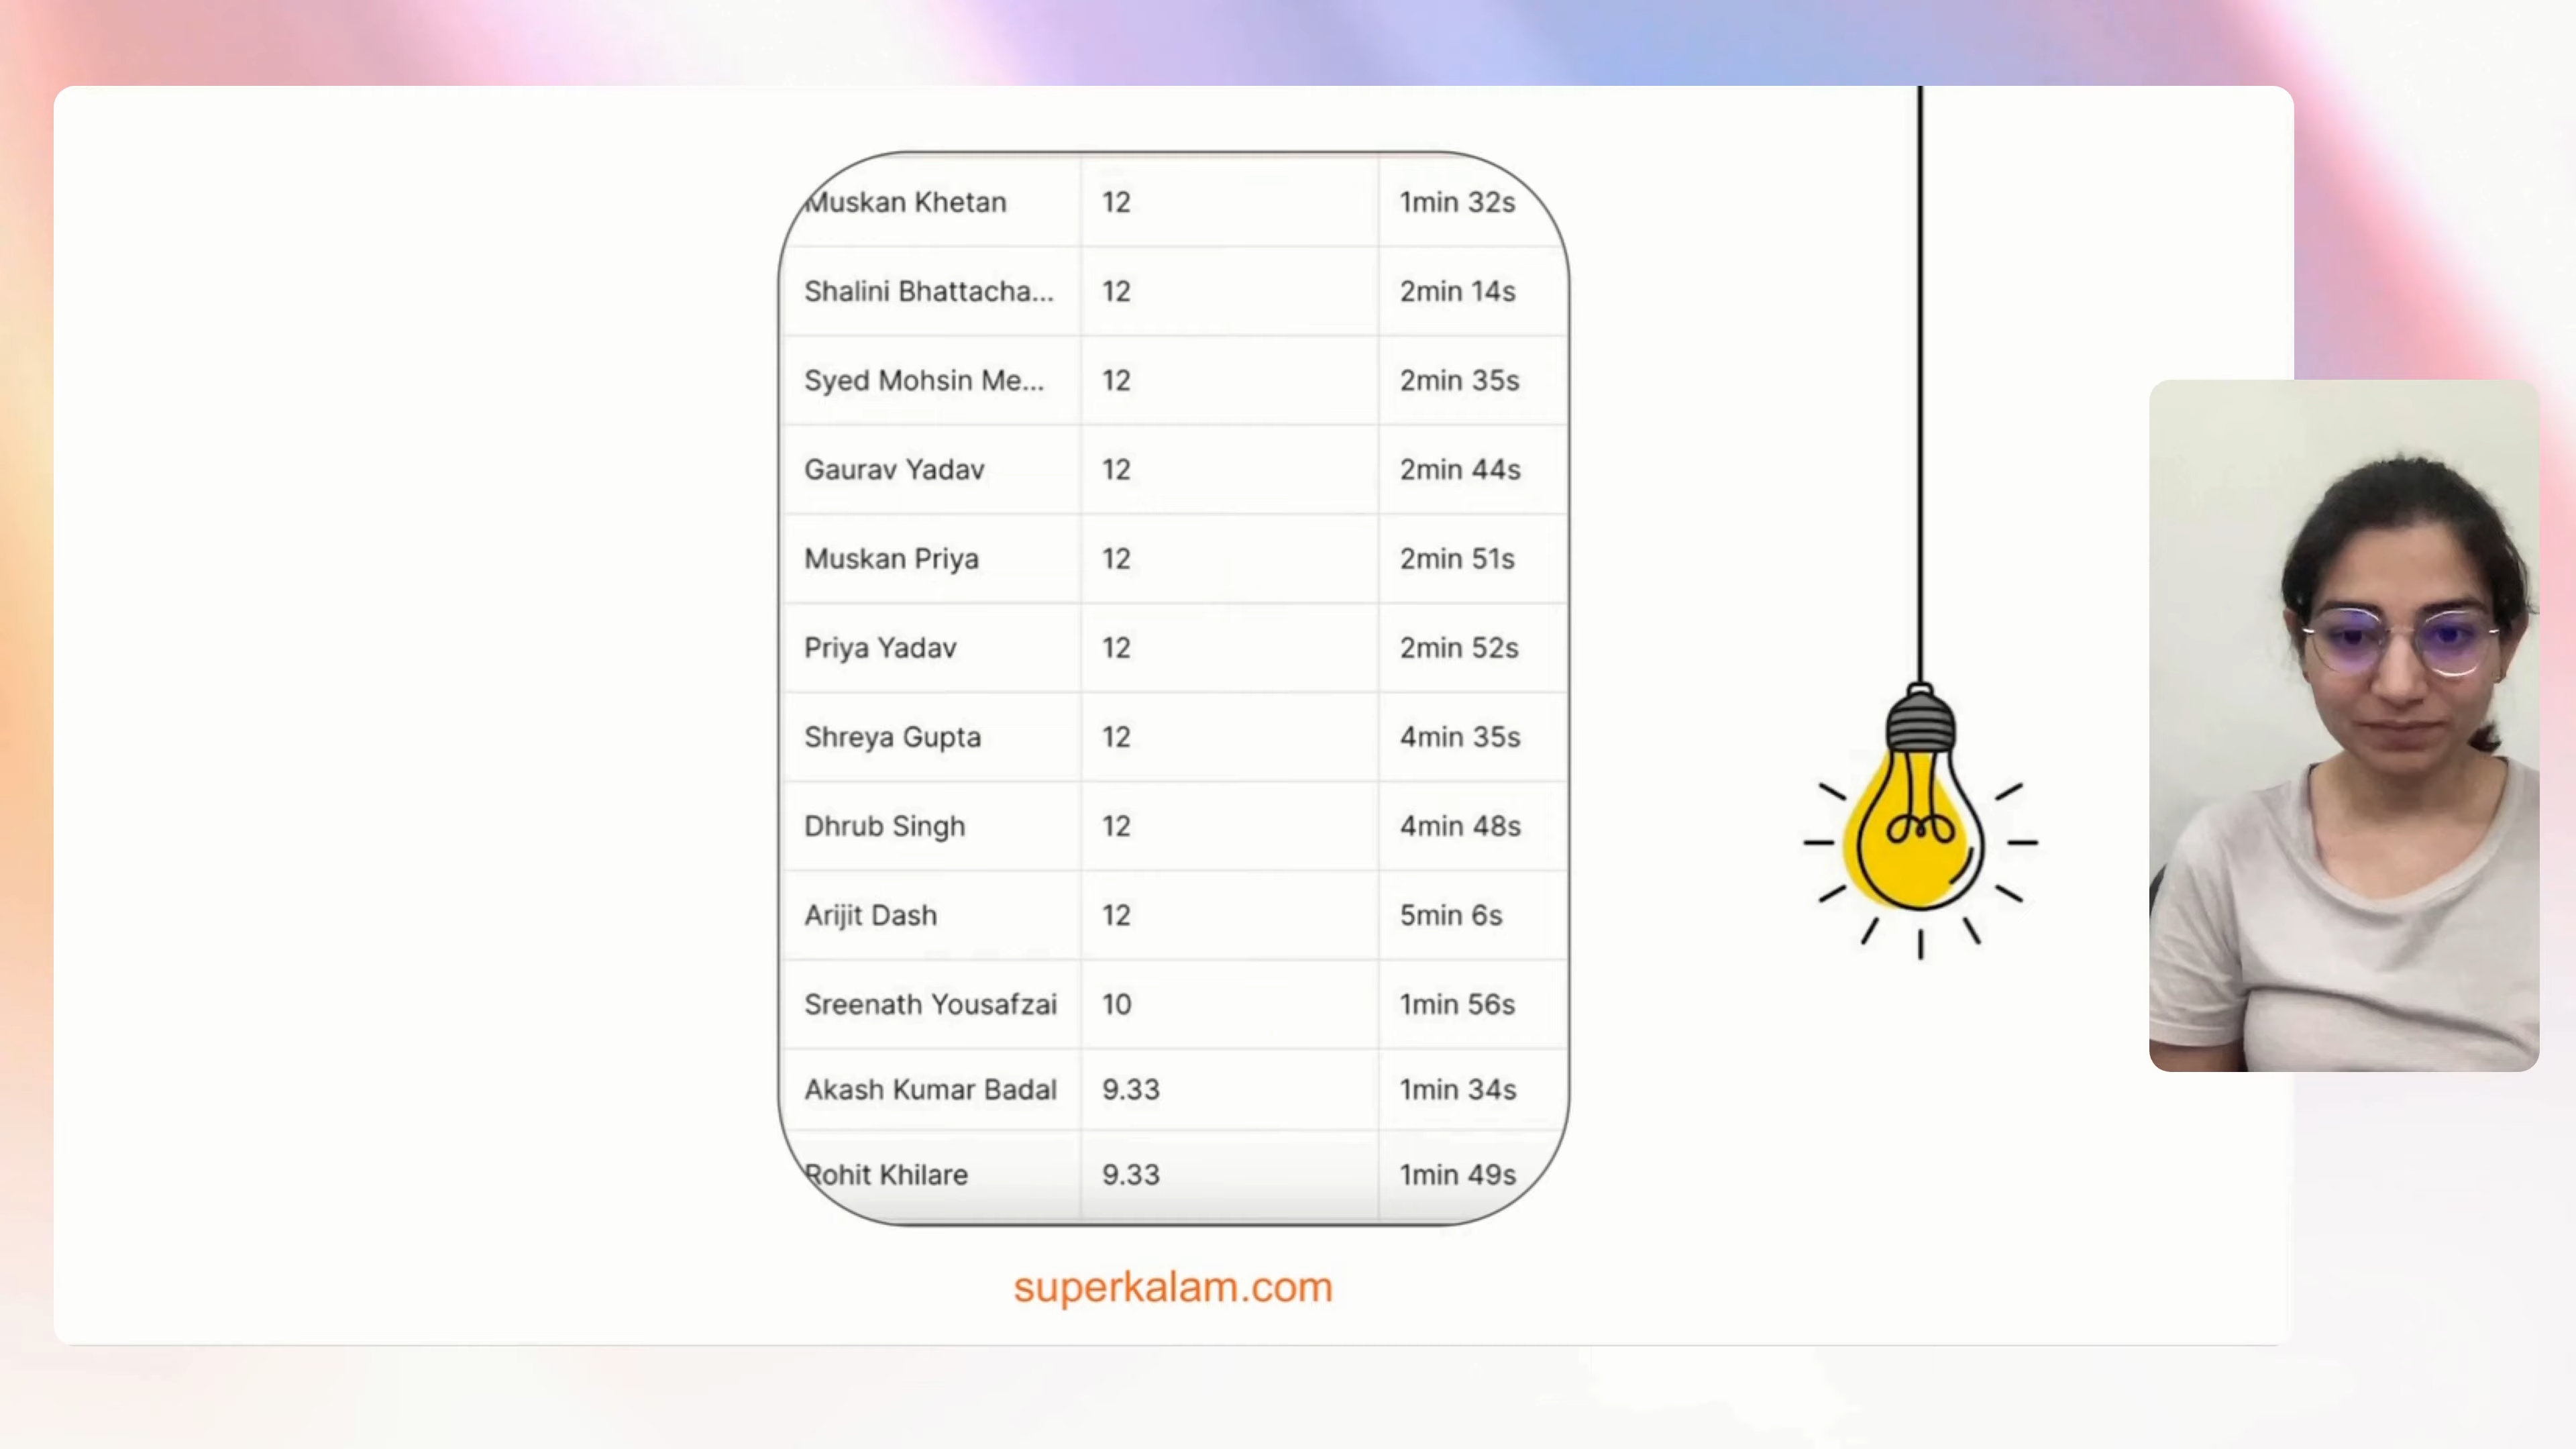 Muskan Khetan 12 1min 32s
Shalini Bhattacha... 12 2min 14s
Syed Mohsin Me... 12 2min 35s
Gaurav Yadav 12 2min 44s
Muskan Priya 12 2min 51s
Priya Yadav 12 2min 52s
Shreya Gupta 12 4min 35s
Dhrub Singh 12 4min 48s
Arijit Dash 12 5min 6s
Sreenath Yousafzai 10 1min 56s
Akash Kumar Badal 9.33 1min 34s
Rohit Khilare 9.33 1min 49s
superkalam.com